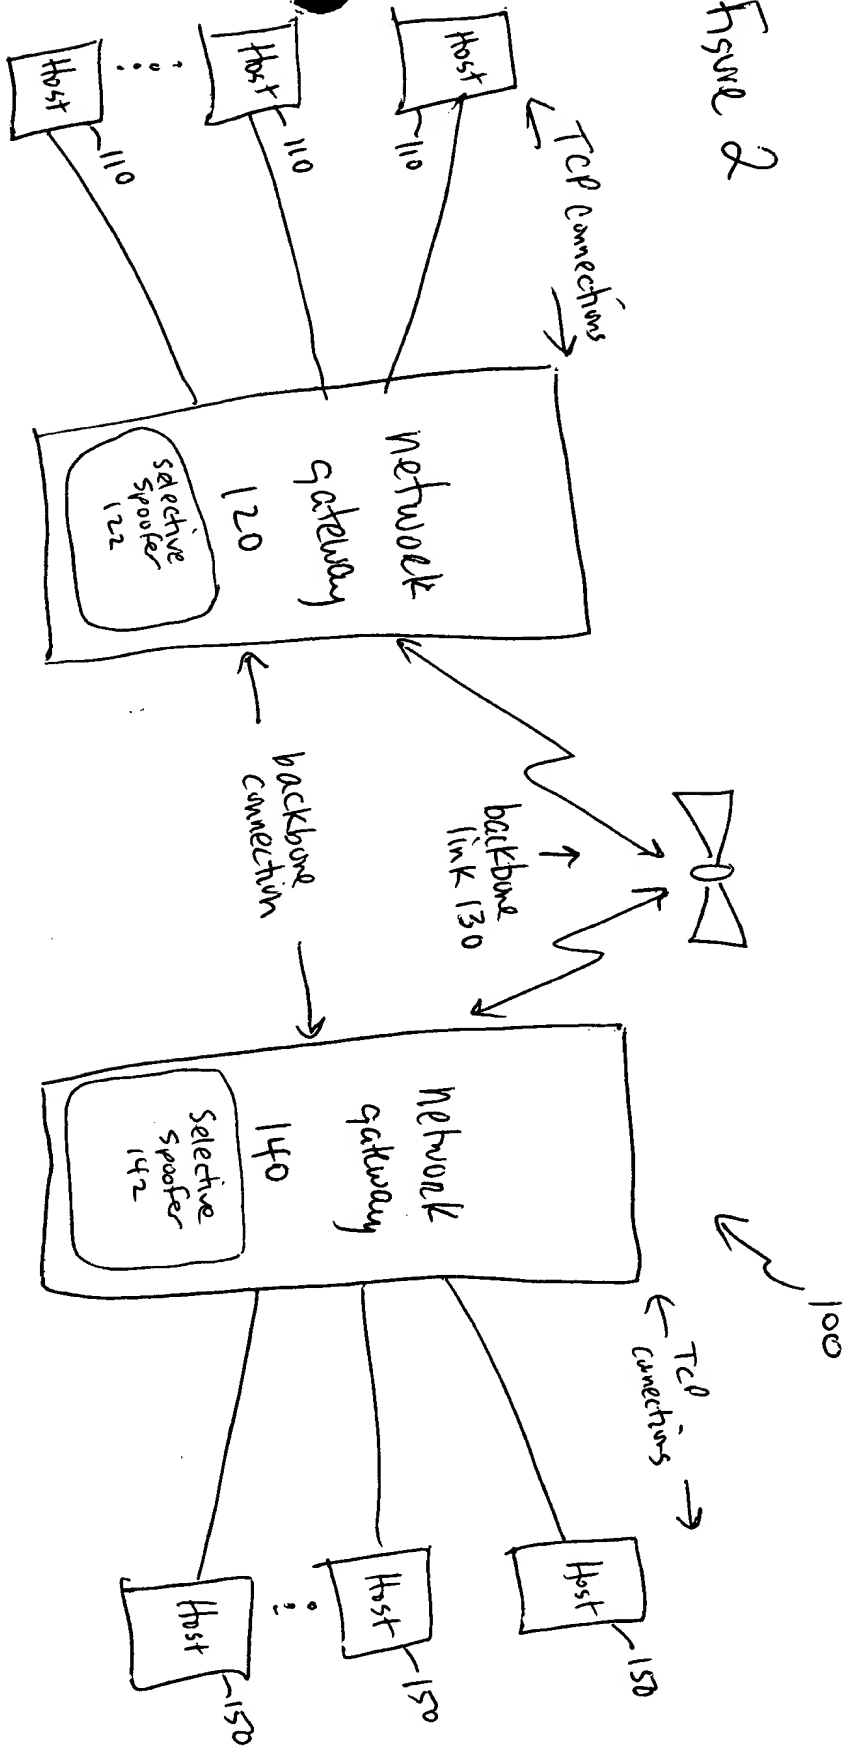 Figure 2
100
Host
110
Host
110
Host
110
TCP connections
network
gateway
120
selective
spoofer
122
backbone
link 130
backbone
connection
network
gateway
140
selective
spoofer
142
TCP
connections
Host
150
Host
150
Host
150